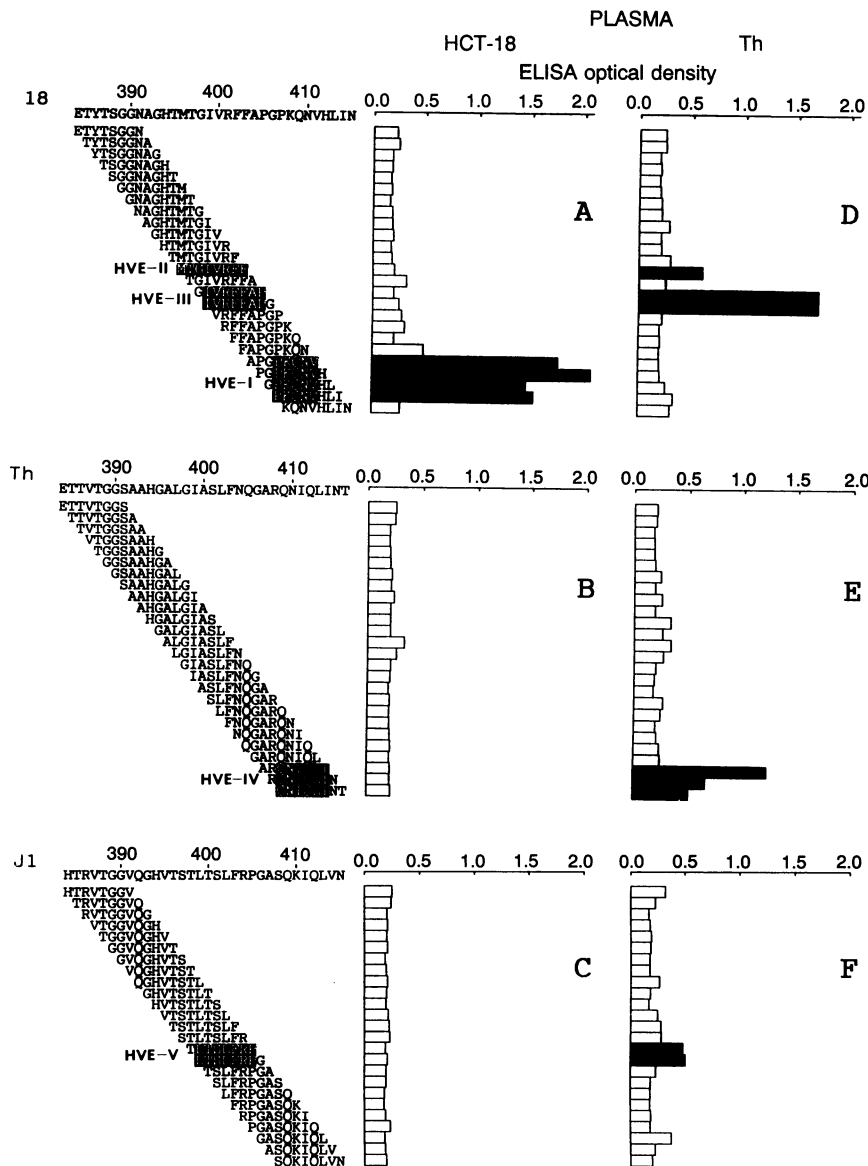 PLASMA
HCT-18 Th
ELISA optical density
18
390 400 410
ETYTSGGNAGHTMTGIVRFFAPGPKQNVHLIN
0.0 0.5 1.0 1.5 2.0
0.0 0.5 1.0 1.5 2.0
ETYTSGGN
TYTSGGNA
YTSGGNAG
TSGGNAGH
SGGNAGHT
GGNAGHTM
GNAGHTMT
NAGHTMTG
AGHTMTGI
GHTMTGIV
HTMTGIVR
TMTGIVRF
HVE-II
TGIVRFFA
HVE-III
VRFFAPGP
RFFAPGPK
FFAPGPKQ
FAPGPKQN
HVE-I
KQNVHLIN
A
D
Th
390 400 410
ETTVTGGSAAHGALGIASLFNQGARQNIQLINT
0.0 0.5 1.0 1.5 2.0
0.0 0.5 1.0 1.5 2.0
ETTVTGGS
TTVTGGSA
TVTGGSAA
VTGGSAAH
TGGSAAHG
GGSAAHGA
GSAAHGAL
SAAHGALG
AAHGALGI
AHGALGIA
HGALGIAS
GALGIASL
ALGIASLF
LGIASLFN
GIASLFNQ
IASLFNQG
ASLFNQGA
SLFNQGAR
LFNQGARQ
FNQGARQN
NQGARQNI
QGARQNIQ
GARQNIQL
HVE-IV
B
E
J1
390 400 410
HTRVTGGVQGHVTSTLTSLFRPGASQKIQLVN
0.0 0.5 1.0 1.5 2.0
0.0 0.5 1.0 1.5 2.0
HTRVTGGV
TRVTGGVQ
RVTGGVQG
VTGGVQGH
TGGVQGHV
GGVQGHVT
GVQGHVTS
VQGHVTST
QGHVTSTL
GHVTSTLT
HVTSTLTS
VTSTLTSL
TSTLTSLF
STLTSLFR
HVE-V
TSLFRPGA
SLFRPGAS
LFRPGASQ
FRPGASQK
RPGASQKI
PGASQKIQ
GASQKIQL
ASQKIQLV
SQKIQLVN
C
F